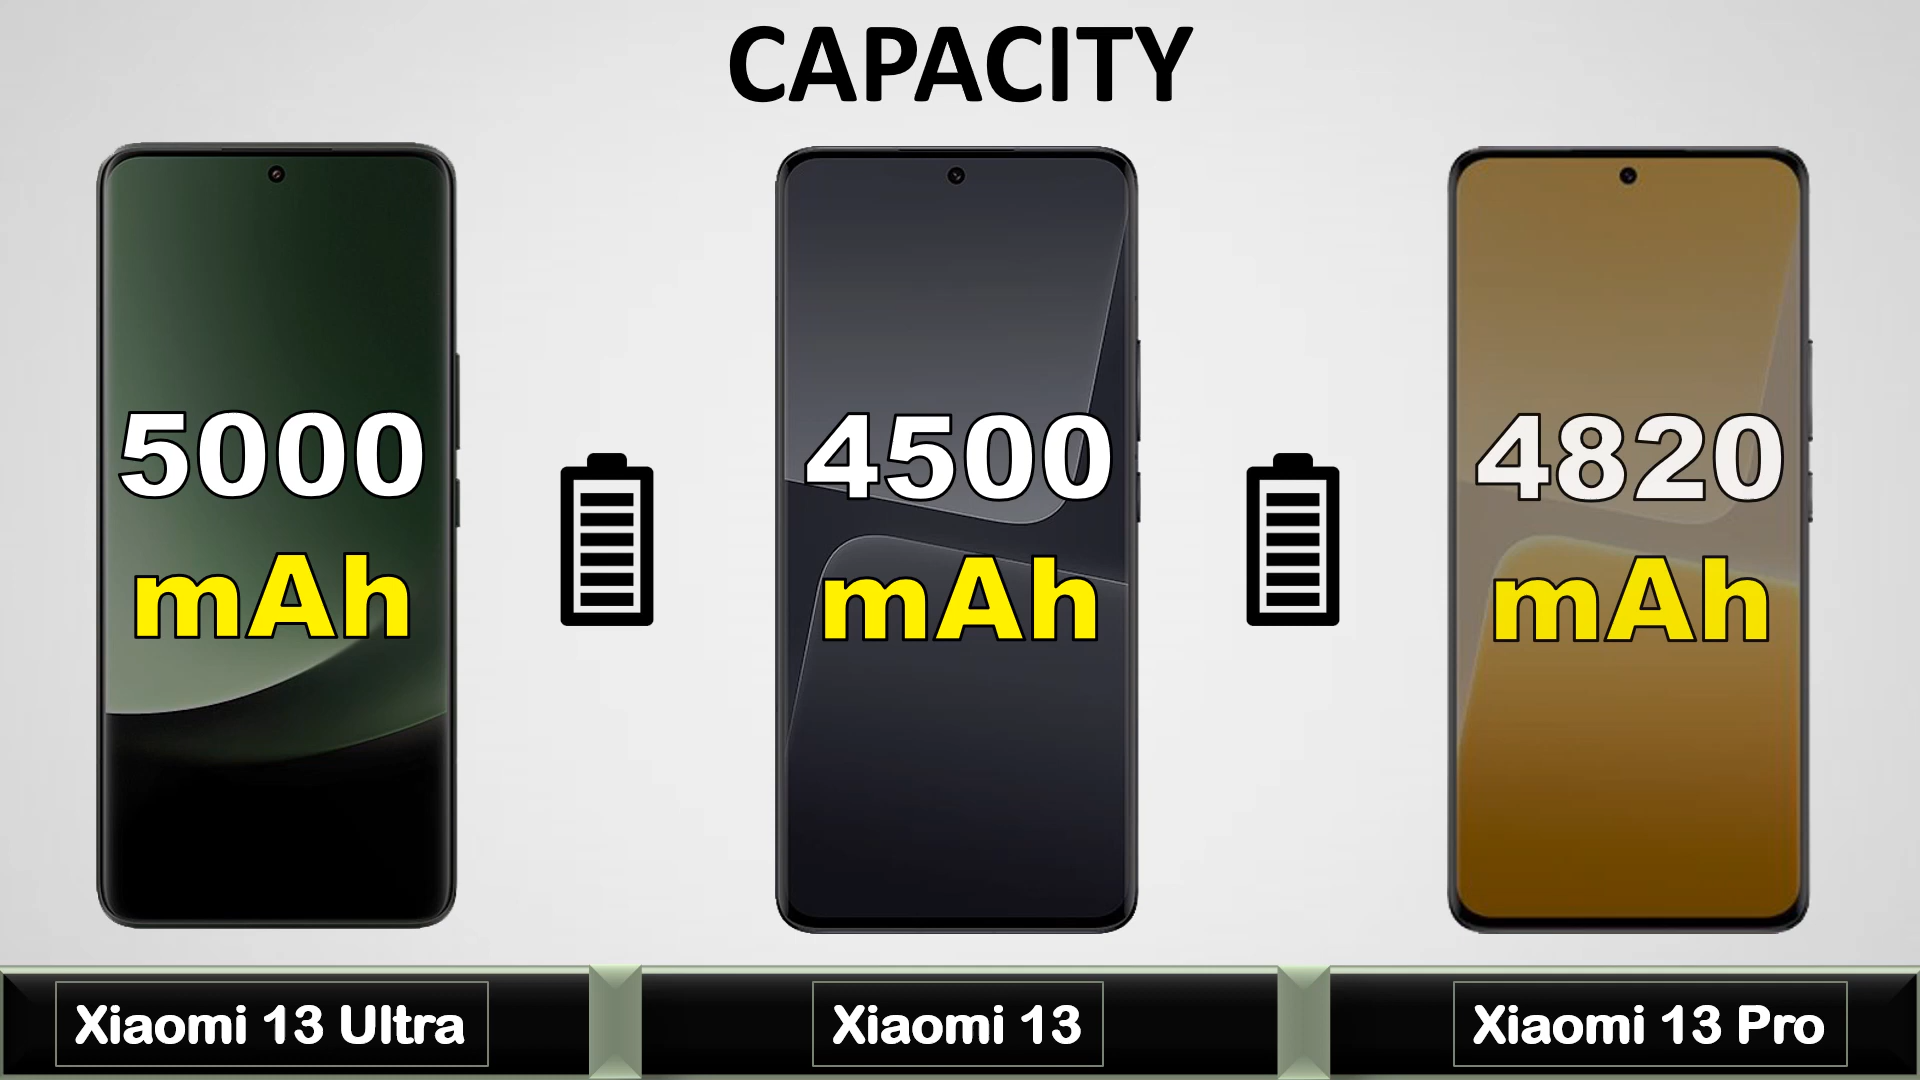 CAPACITY
5000
mAh
4500
mAh
4820
mAh
Xiaomi 13 Ultra
Xiaomi 13
Xiaomi 13 Pro